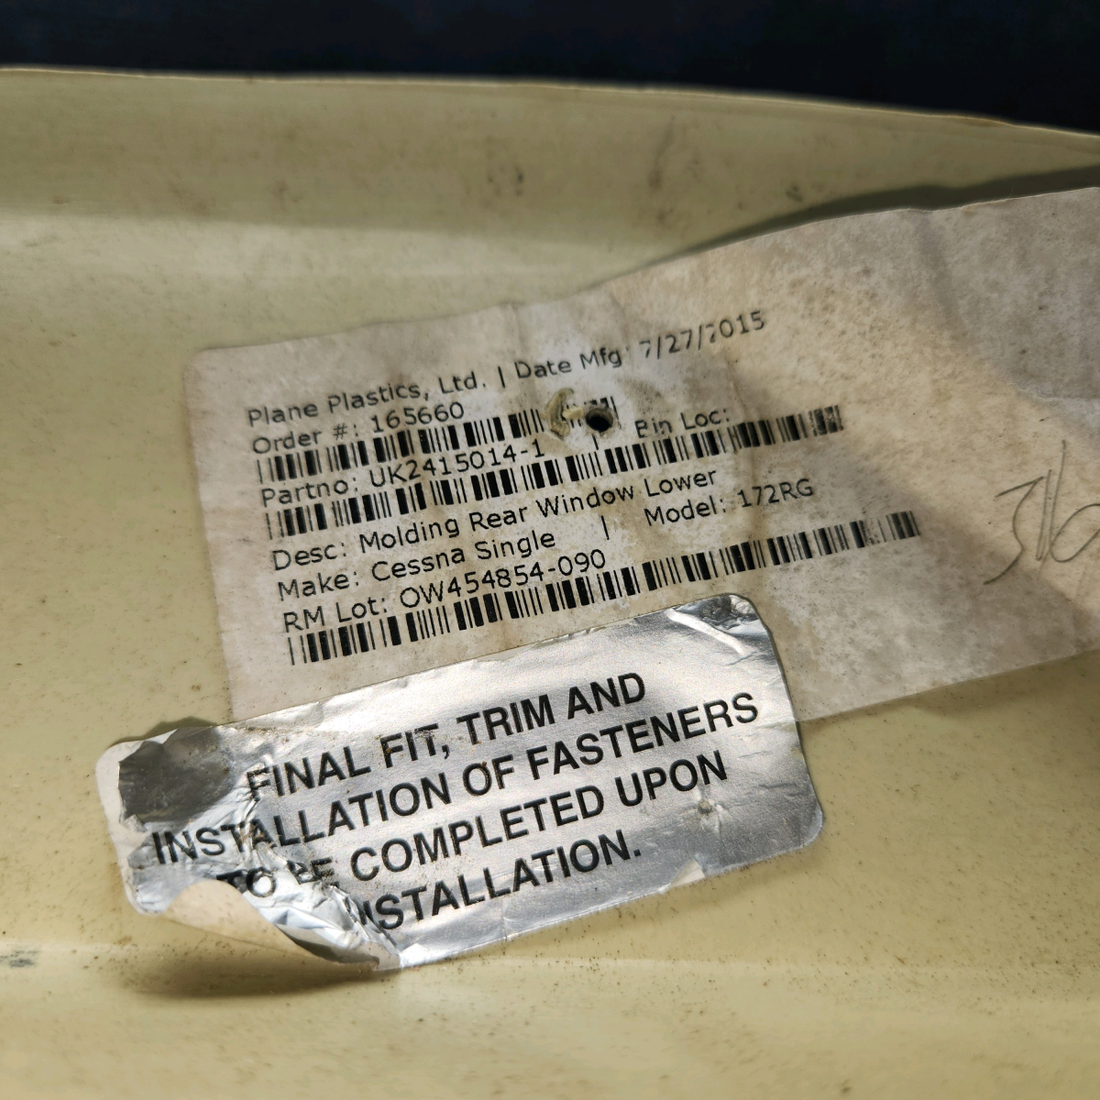 Plane Plastics, Ltd. | Date Mfg: 7/27/2015
Order #: 165660
| Bin Loc:
Partno: UK2415014-1
Desc: Molding Rear Window Lower
Make: Cessna Single | Model: 172RG
RM Lot: OW454854-090
FINAL FIT, TRIM AND
INSTALLATION OF FASTENERS
TO BE COMPLETED UPON
INSTALLATION.